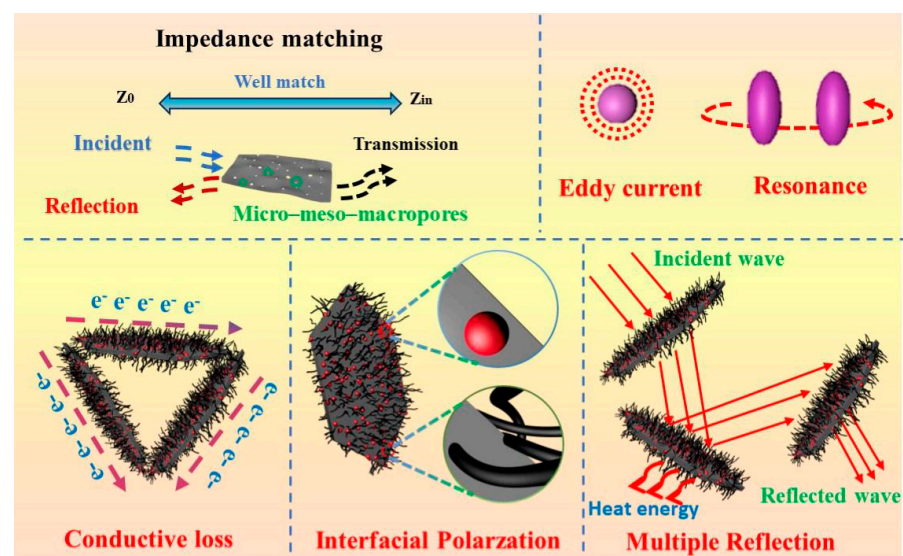 Impedance matching
Well match
Z0
Zin
Incident
Transmission
Reflection
Micro–meso–macropores
Eddy current
Resonance
e- e- e- e- e-
e- e- e- e- e- e-
e- e- e- e- e- e-
Conductive loss
Interfacial Polarzation
Incident wave
Heat energy
Reflected wave
Multiple Reflection